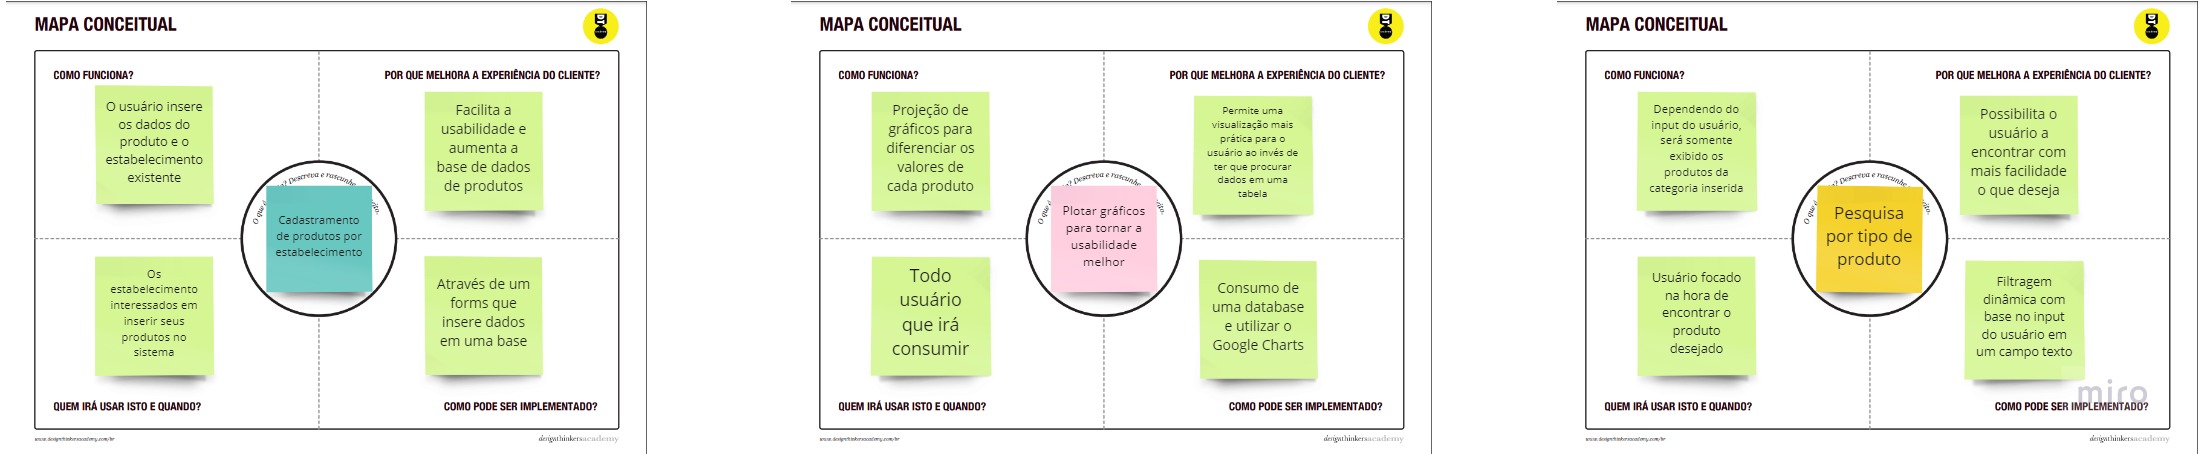 MAPA CONCEITUAL
COMO FUNCIONA?
POR QUE MELHORA A EXPERIÊNCIA DO CLIENTE?
O usuário insere
os dados do
produto e o
estabelecimento
existente
Facilita a
usabilidade e
aumenta a
base de dados
de produtos
O que é
? Descreva e rascunhe
Cadastramento
de produtos por
estabelecimento
Os
estabelecimento
interessados em
inserir seus
produtos no
sistema
Através de um
forms que
insere dados
em uma base
QUEM IRÁ USAR ISTO E QUANDO?
COMO PODE SER IMPLEMENTADO?
www.designthinkersacademy.com/br
designthinkersacademy
MAPA CONCEITUAL
COMO FUNCIONA?
POR QUE MELHORA A EXPERIÊNCIA DO CLIENTE?
Projeção de
gráficos para
diferenciar os
valores de
cada produto
Permite uma
visualização mais
prática para o
usuário ao invés de
ter que procurar
dados em uma
tabela
O que é
? Descreva e rascunhe
Plotar gráficos
para tornar a
usabilidade
melhor
Todo
usuário
que irá
consumir
Consumo de
uma database
e utilizar o
Google Charts
QUEM IRÁ USAR ISTO E QUANDO?
COMO PODE SER IMPLEMENTADO?
www.designthinkersacademy.com/br
designthinkersacademy
MAPA CONCEITUAL
COMO FUNCIONA?
POR QUE MELHORA A EXPERIÊNCIA DO CLIENTE?
Dependendo do
input do usuário,
será somente
exibido os
produtos da
categoria inserida
Possibilita o
usuário a
encontrar com
mais facilidade
o que deseja
O que é
? Descreva e rascunhe
Pesquisa
por tipo de
produto
Usuário focado
na hora de
encontrar o
produto
desejado
Filtragem
dinâmica com
base no input
do usuário em
um campo texto
miro
QUEM IRÁ USAR ISTO E QUANDO?
COMO PODE SER IMPLEMENTADO?
www.designthinkersacademy.com/br
designthinkersacademy